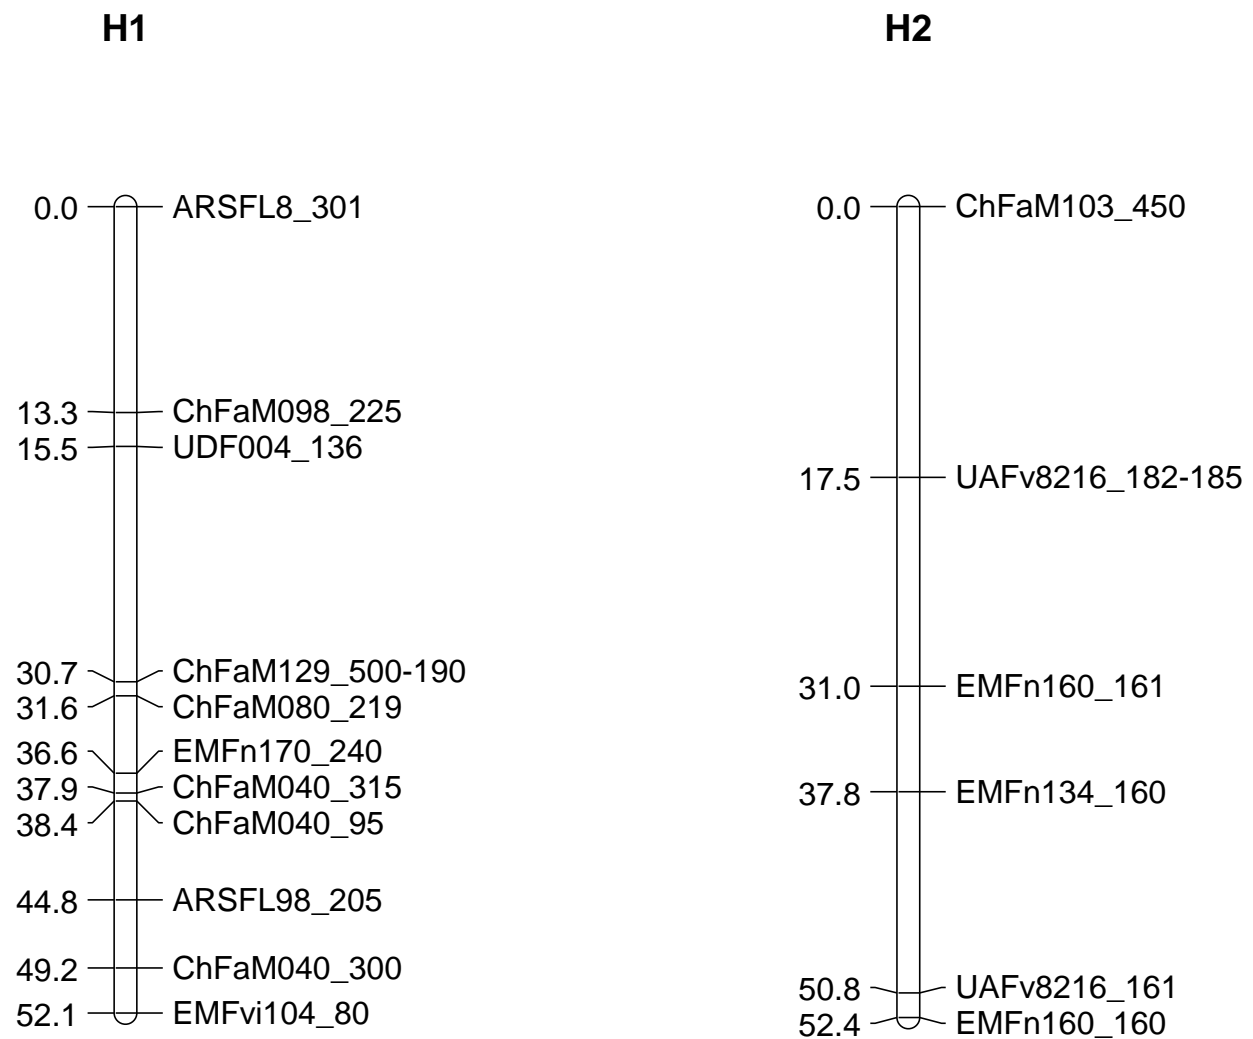 H1
0.0 ARSFL8_301
13.3 ChFaM098_225
15.5 UDF004_136
30.7 ChFaM129_500-190
31.6 ChFaM080_219
36.6 EMFn170_240
37.9 ChFaM040_315
38.4 ChFaM040_95
44.8 ARSFL98_205
49.2 ChFaM040_300
52.1 EMFvi104_80
H2
0.0 ChFaM103_450
17.5 UAFv8216_182-185
31.0 EMFn160_161
37.8 EMFn134_160
50.8 UAFv8216_161
52.4 EMFn160_160